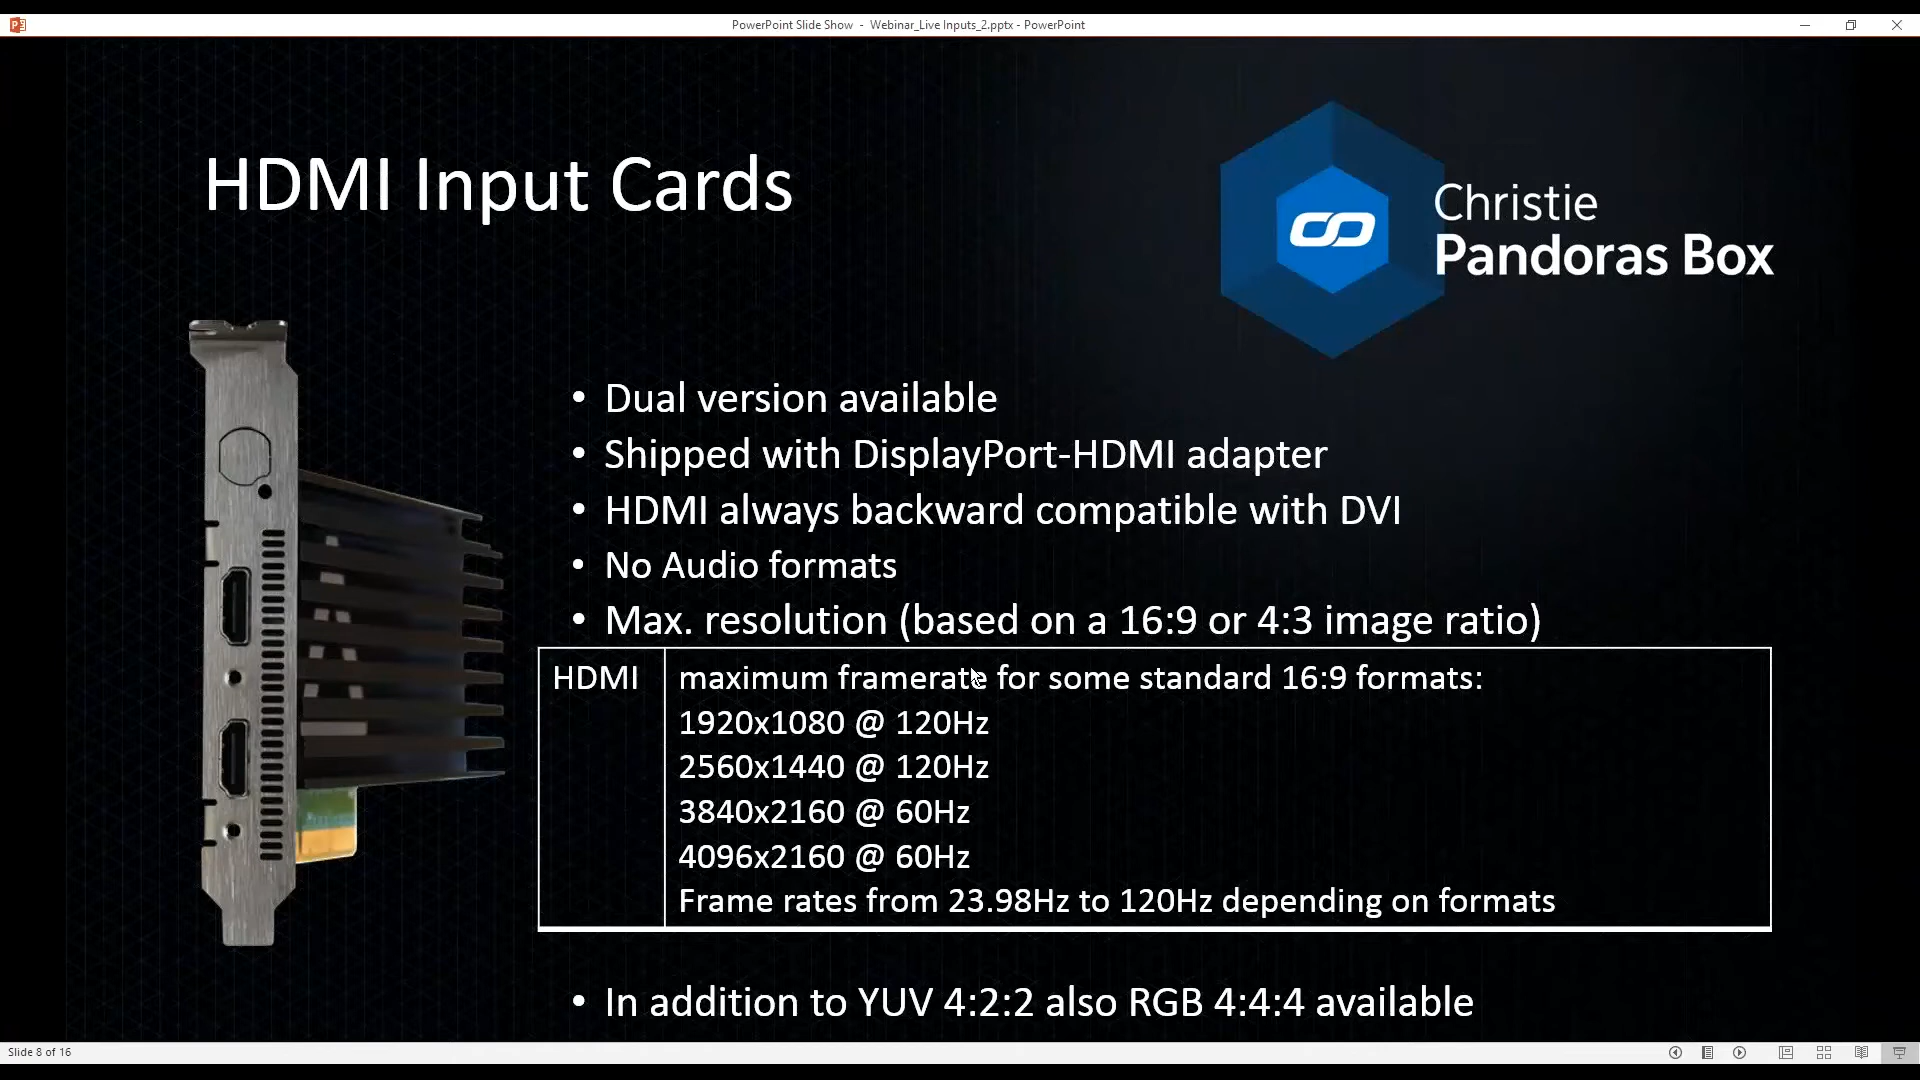 PowerPoint Slide Show - Webinar_Live Inputs_2.pptx - PowerPoint
HDMI Input Cards
Christie
Pandoras Box
• Dual version available
• Shipped with DisplayPort-HDMI adapter
• HDMI always backward compatible with DVI
• No Audio formats
• Max. resolution (based on a 16:9 or 4:3 image ratio)
HDMI
maximum framerate for some standard 16:9 formats:
1920x1080 @ 120Hz
2560x1440 @ 120Hz
3840x2160 @ 60Hz
4096x2160 @ 60Hz
Frame rates from 23.98Hz to 120Hz depending on formats
• In addition to YUV 4:2:2 also RGB 4:4:4 available
Slide 8 of 16